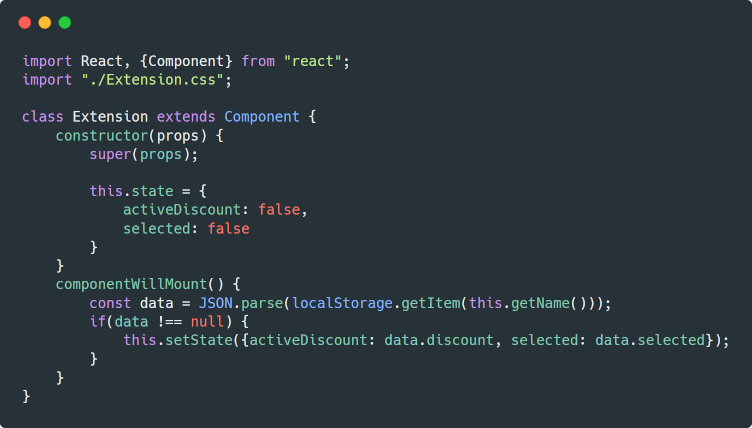 import React, {Component} from "react";
import "./Extension.css";
class Extension extends Component {
constructor(props) {
super(props);
this.state = {
activeDiscount: false,
selected: false
}
}
componentWillMount() {
const data = JSON.parse(localStorage.getItem(this.getName()));
if(data !== null) {
this.setState({activeDiscount: data.discount, selected: data.selected});
}
}
}